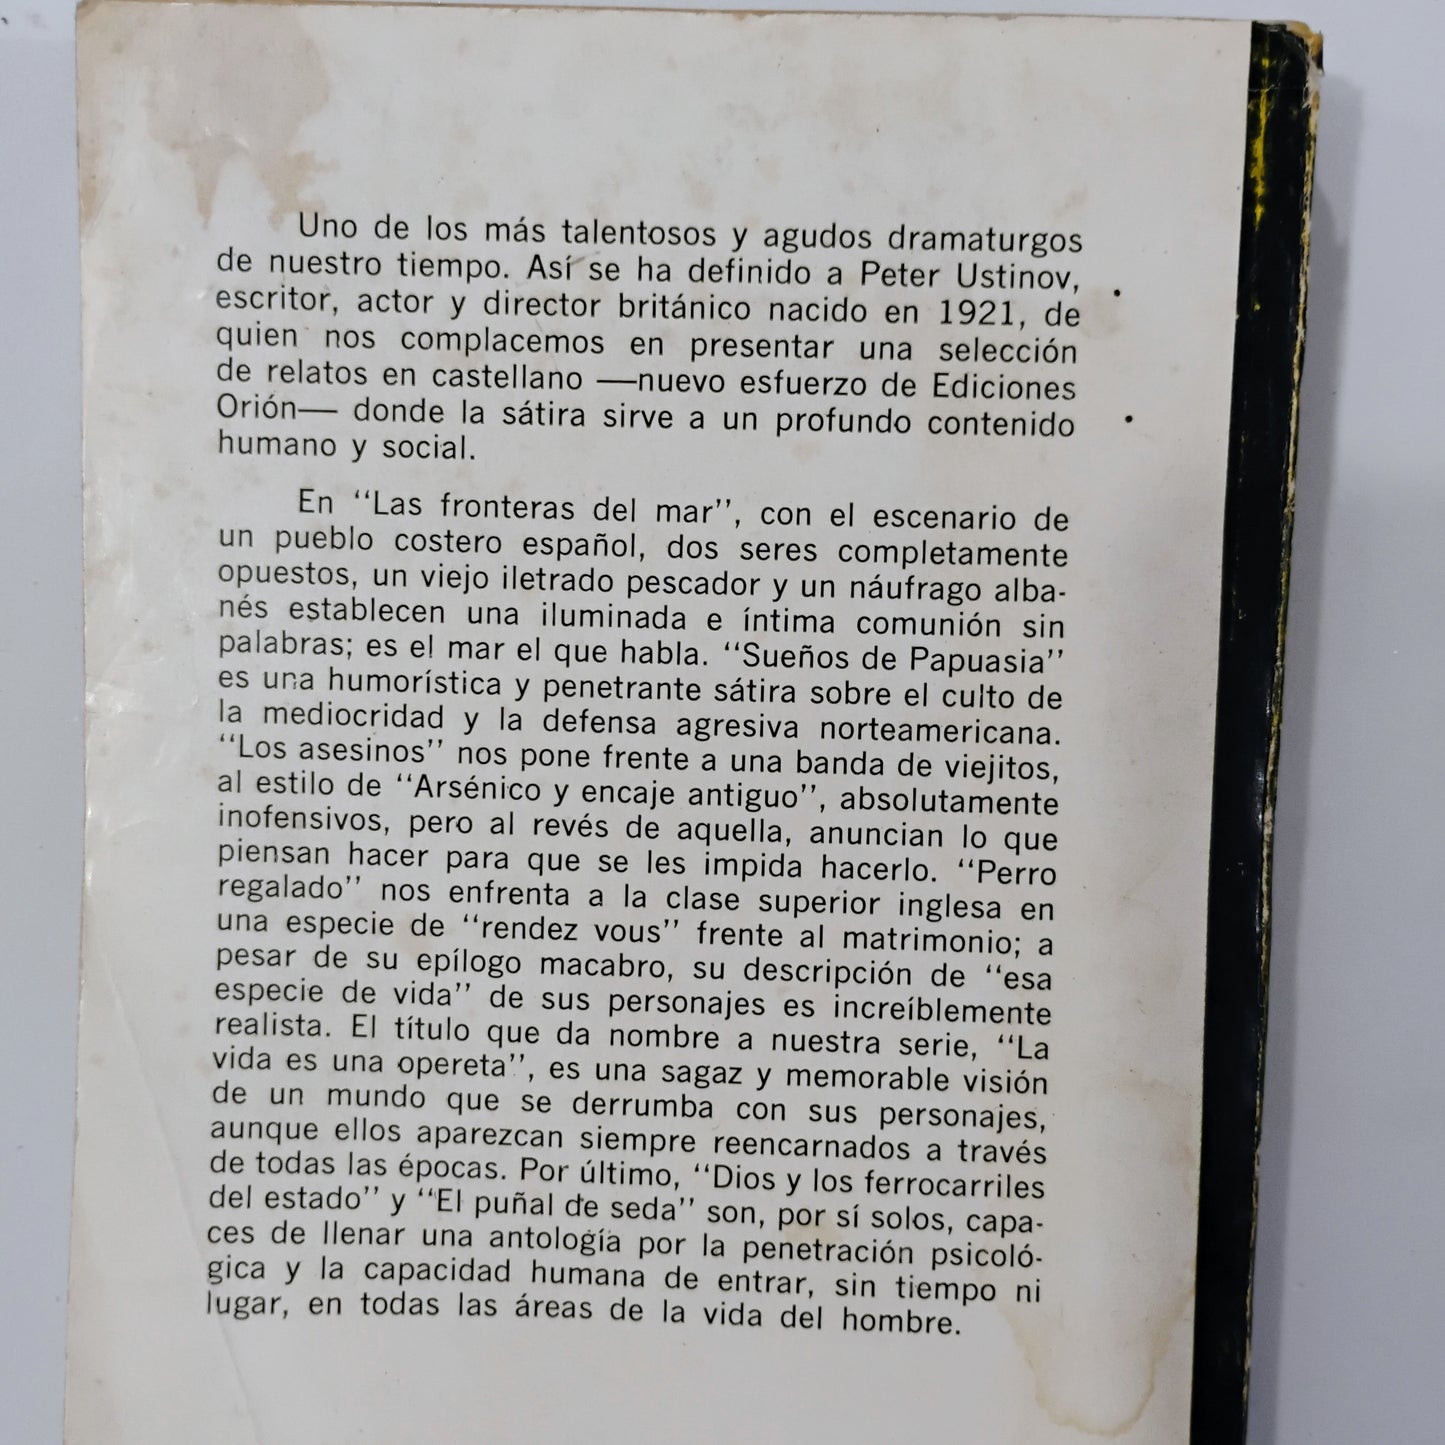 Uno de los más talentosos y agudos dramaturgos
de nuestro tiempo. Así se ha definido a Peter Ustinov,
escritor, actor y director británico nacido en 1921, de
quien nos complacemos en presentar una selección
de relatos en castellano —nuevo esfuerzo de Ediciones
Orión— donde la sátira sirve a un profundo contenido
humano y social.
En “Las fronteras del mar”, con el escenario de
un pueblo costero español, dos seres completamente
opuestos, un viejo iletrado pescador y un náufrago alba-
nés establecen una iluminada e íntima comunión sin
palabras; es el mar el que habla. “Sueños de Papuasia”
es una humorística y penetrante sátira sobre el culto de
la mediocridad y la defensa agresiva norteamericana.
“Los asesinos” nos pone frente a una banda de viejitos,
al estilo de “Arsénico y encaje antiguo”, absolutamente
inofensivos, pero al revés de aquella, anuncian lo que
piensan hacer para que se les impida hacerlo. “Perro
regalado” nos enfrenta a la clase superior inglesa en
una especie de “rendez vous” frente al matrimonio; a
pesar de su epílogo macabro, su descripción de “esa
especie de vida” de sus personajes es increíblemente
realista. El título que da nombre a nuestra serie, “La
vida es una opereta”, es una sagaz y memorable visión
de un mundo que se derrumba con sus personajes,
aunque ellos aparezcan siempre reencarnados a través
de todas las épocas. Por último, “Dios y los ferrocarriles
del estado” y “El puñal de seda” son, por sí solos, capa-
ces de llenar una antología por la penetración psicoló-
gica y la capacidad humana de entrar, sin tiempo ni
lugar, en todas las áreas de la vida del hombre.